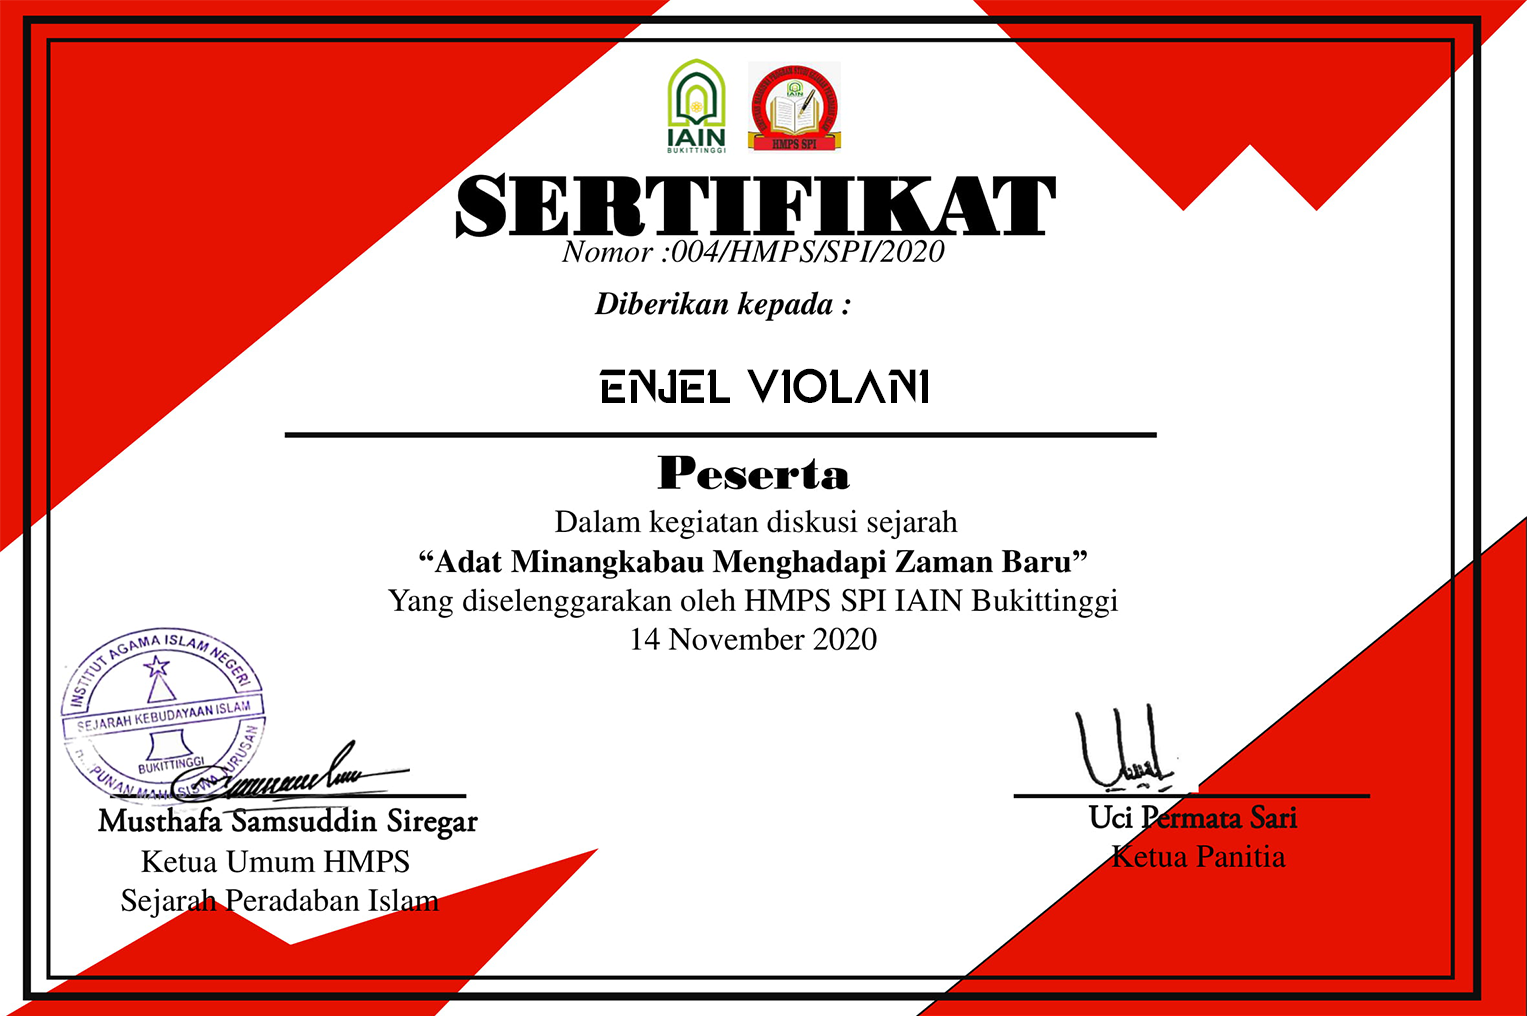 IAIN
BUKITTINGGI
IAIN
HMPS SPI
SERTIFIKAT
Nomor :004/HMPS/SPI/2020
Diberikan kepada :
ENJEL VIOLANI
Peserta
Dalam kegiatan diskusi sejarah
“Adat Minangkabau Menghadapi Zaman Baru”
Yang diselenggarakan oleh HMPS SPI IAIN Bukittinggi
14 November 2020
INSTITUT AGAMA ISLAM NEGERI
SEJARAH KEBUDAYAAN ISLAM
BUKITTINGGI
MAHASISWA JURUSAN
Musthafa Samsuddin Siregar
Ketua Umum HMPS
Sejarah Peradaban Islam
Uci Permata Sari
Ketua Panitia